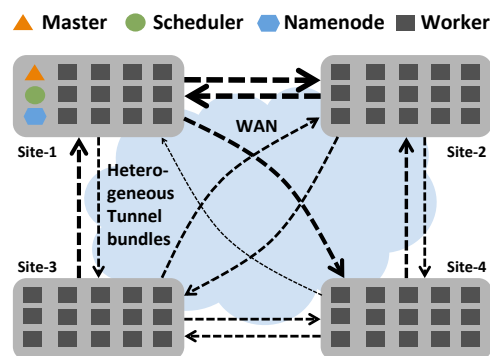 Master Scheduler Namenode Worker
WAN
Site-1
Site-2
Hetero-
geneous
Tunnel
bundles
Site-3
Site-4